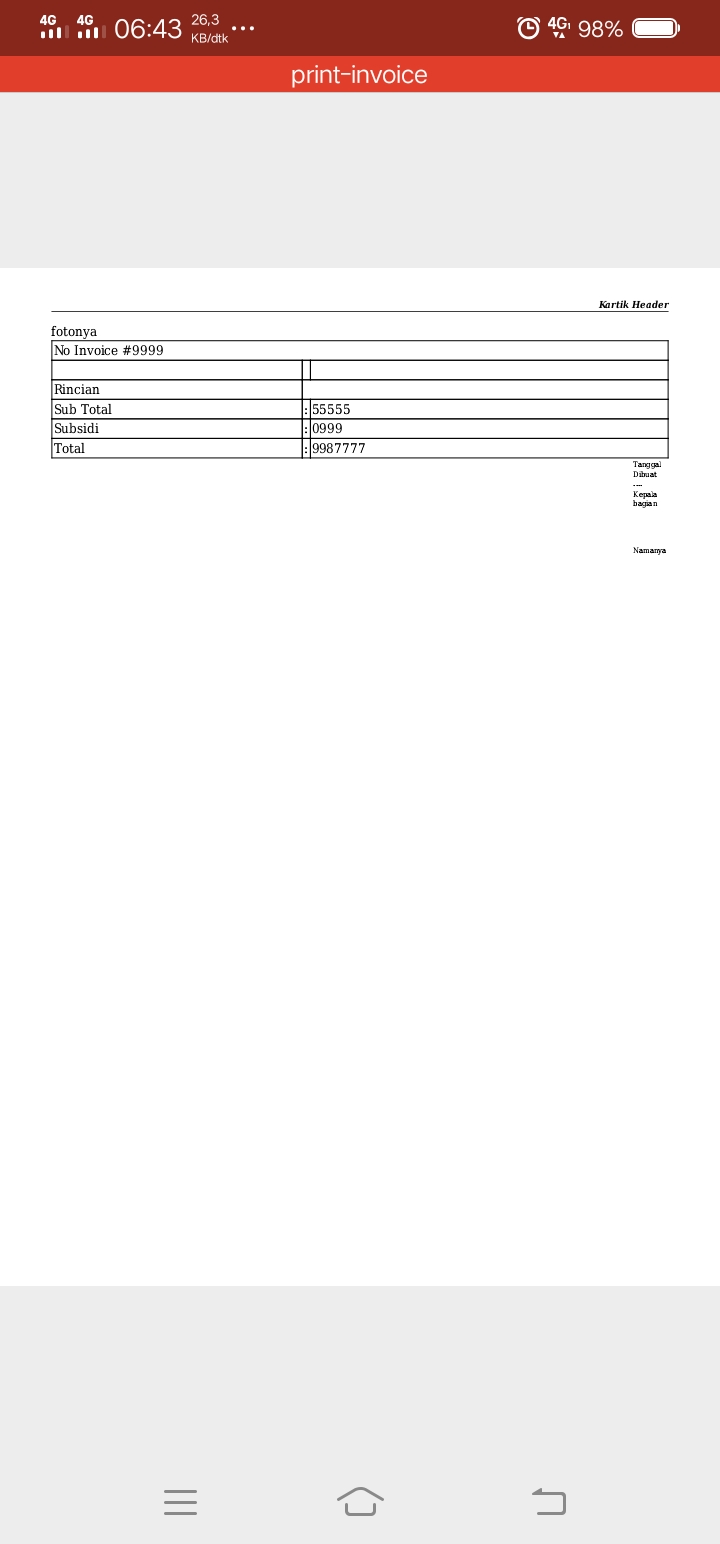 4G 4G 06:43 26,3 KB/dtk ... 4G 98%
print-invoice
Kartik Header
fotonya
No Invoice #9999
Rincian
Sub Total : 55555
Subsidi : 0999
Total : 9987777
Tanggal
Dibuat
----
Kepala
bagian
Namanya